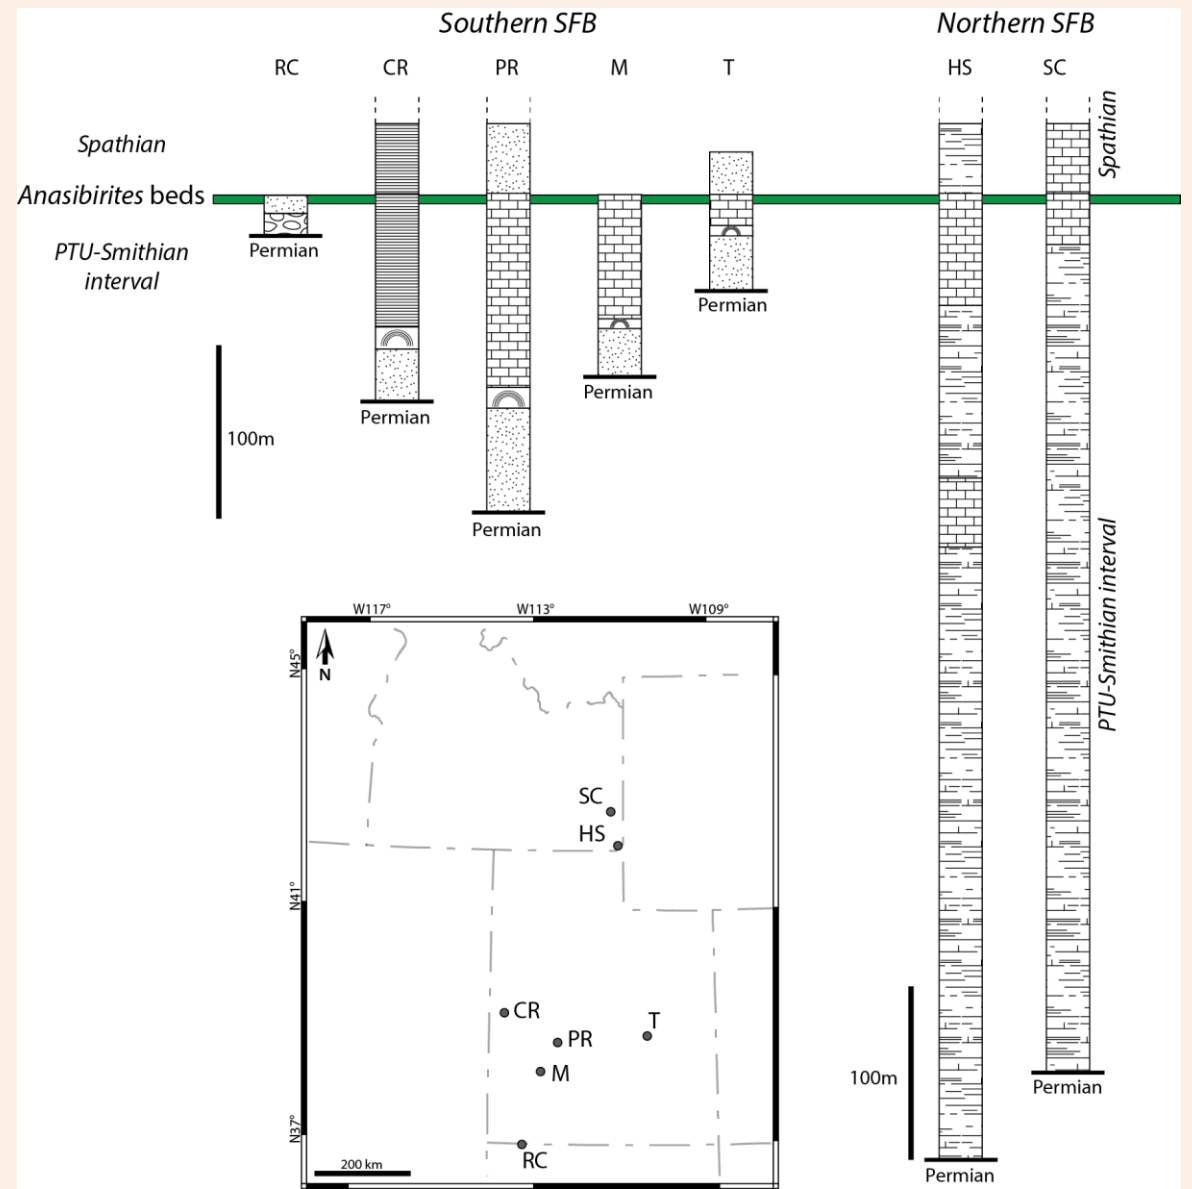 Southern SFB
Northern SFB
RC
CR
PR
M
T
HS
SC
Spathian
Spathian
Anasibirites beds
PTU-Smithian
interval
Permian
Permian
Permian
Permian
Permian
100m
PTU-Smithian interval
100m
Permian
Permian
W117°
W113°
W109°
N45°
N41°
N37°
N
SC
HS
CR
PR
T
M
RC
200 km